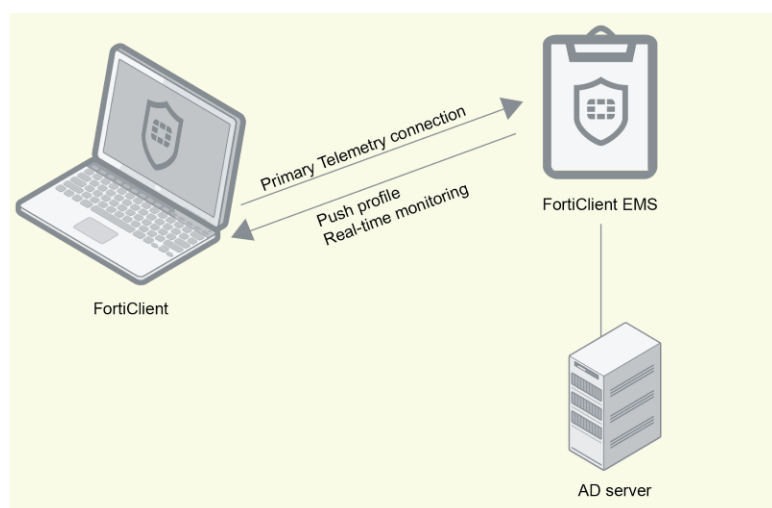 Primary Telemetry connection
Push profile
Real-time monitoring
FortiClient EMS
FortiClient
AD server